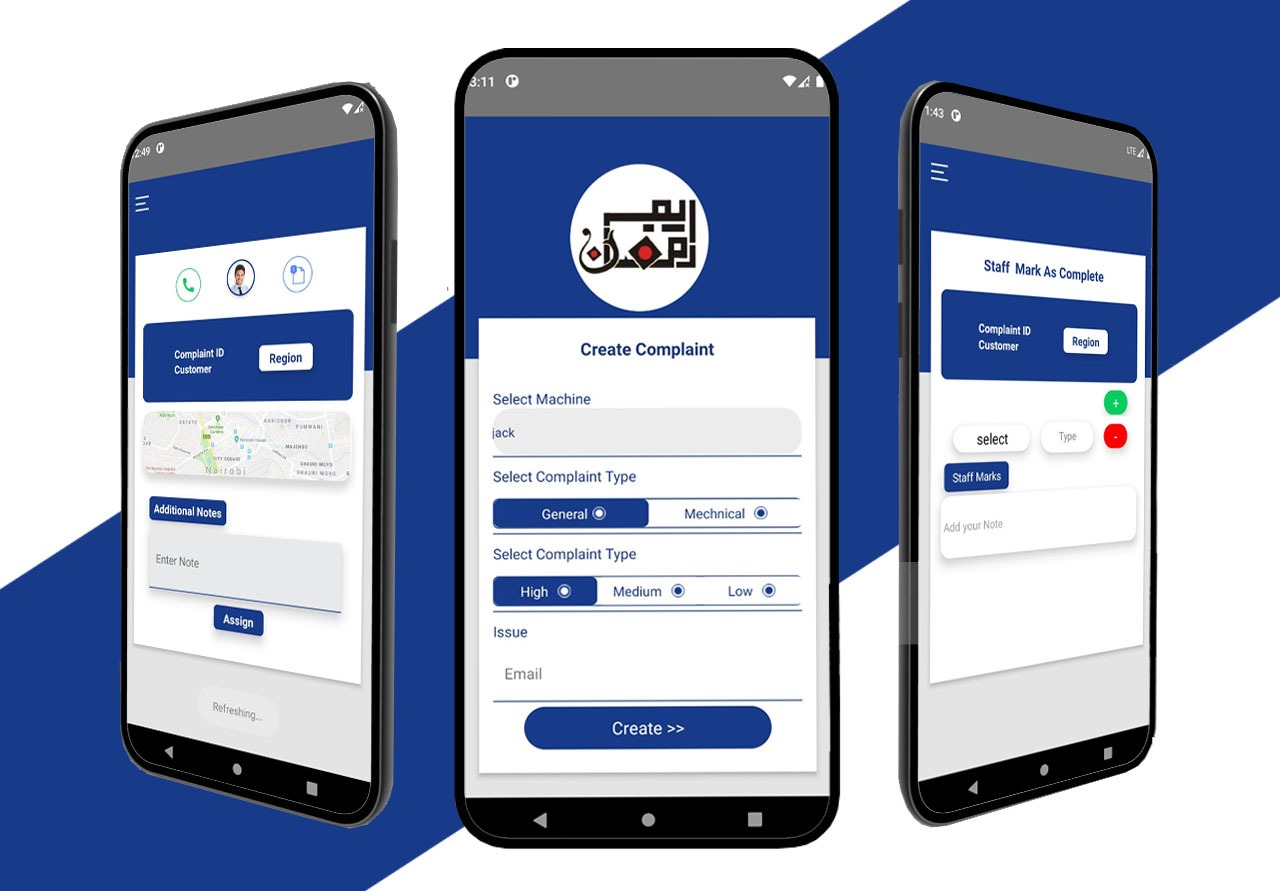 2:49
Complaint ID
Customer
Region
ESTATE
KARIOKOR
PUMWANI
MAJENGO
CITY SQUARE
SHAURI MOYO
Nairobi
SHAURI MORO
Additional Notes
Enter Note
Assign
Refreshing...
3:11
Create Complaint
Select Machine
jack
Select Complaint Type
General
Mechnical
Select Complaint Type
High
Medium
Low
Issue
Email
Create >>
1:43
LTE
Staff Mark As Complete
Complaint ID
Customer
Region
+
select
Type
-
Staff Marks
Add your Note